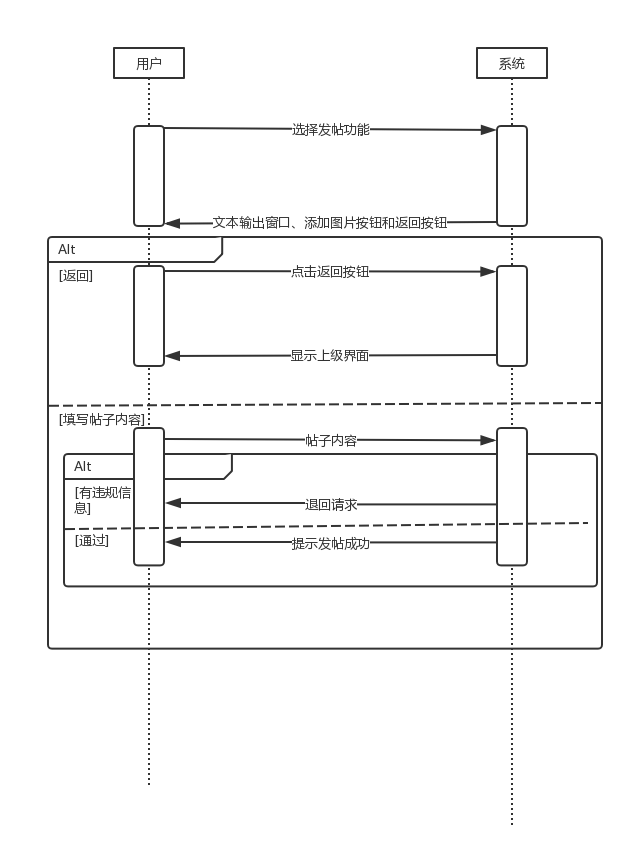 用户
系统
选择发帖功能
文本输出窗口、添加图片按钮和返回按钮
Alt
[返回]
点击返回按钮
显示上级界面
[填写帖子内容]
帖子内容
Alt
[有违规信
息]
退回请求
[通过]
提示发帖成功